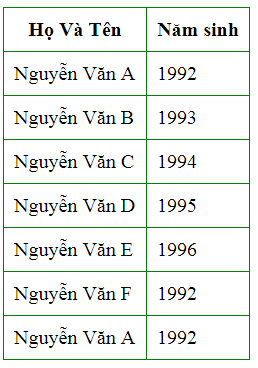 Họ Và Tên Năm sinh
Nguyễn Văn A 1992
Nguyễn Văn B 1993
Nguyễn Văn C 1994
Nguyễn Văn D 1995
Nguyễn Văn E 1996
Nguyễn Văn F 1992
Nguyễn Văn A 1992